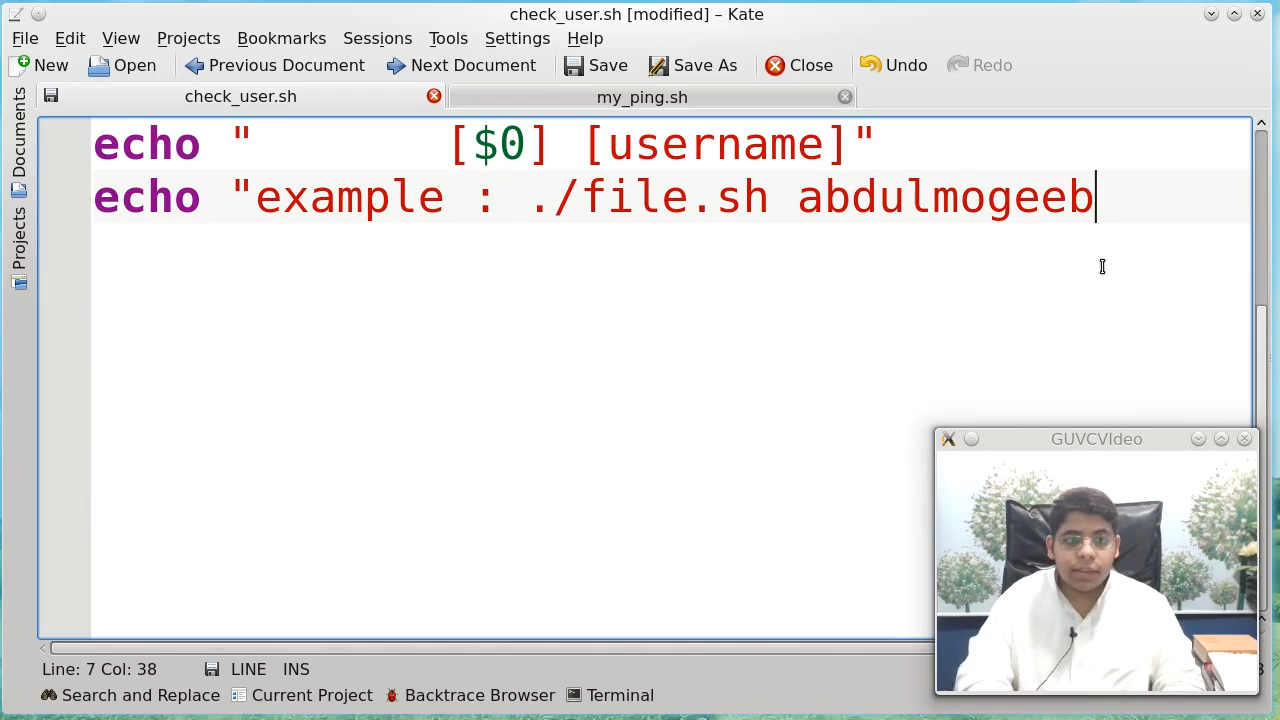 check_user.sh [modified] – Kate
File Edit View Projects Bookmarks Sessions Tools Settings Help
New Open Previous Document Next Document Save Save As Close Undo Redo
check_user.sh my_ping.sh
Documents
Projects
echo "        [$0] [username]"
echo "example : ./file.sh abdulmogeeb
GUVCVIdeo
Line: 7 Col: 38 LINE INS
Search and Replace Current Project Backtrace Browser Terminal